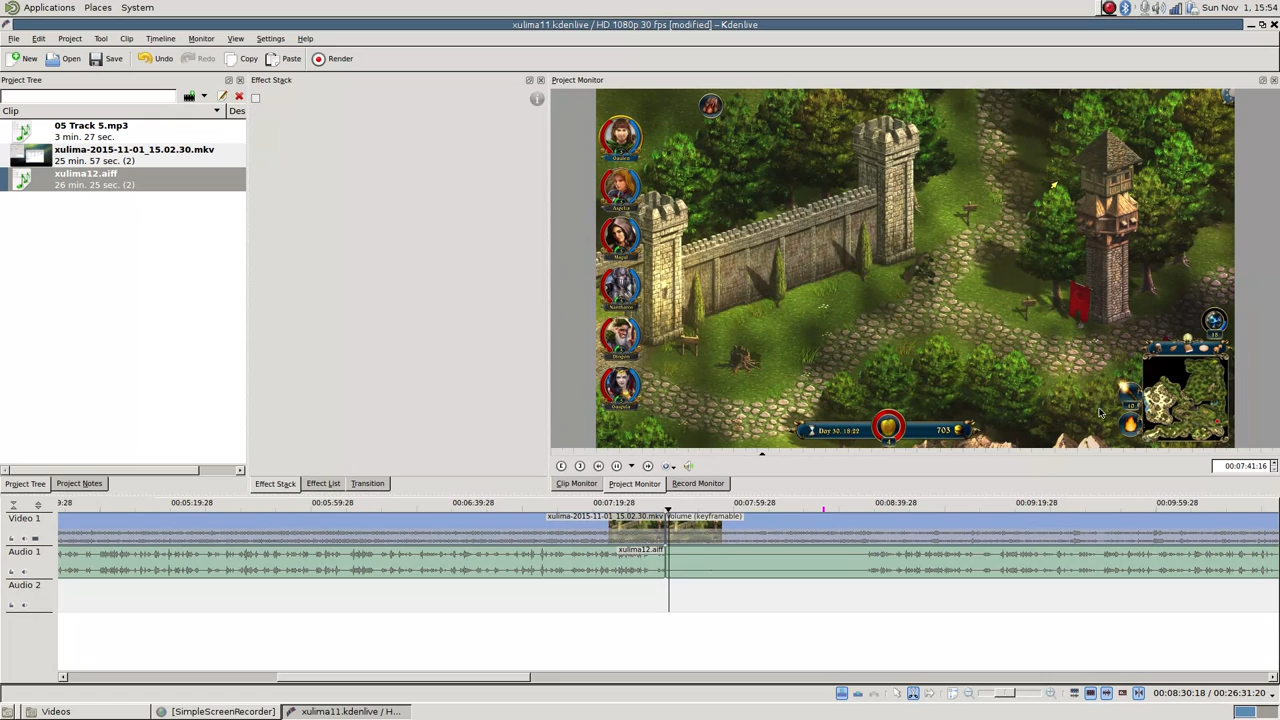 Applications Places System
Sun Nov 1, 15:54
xulima11.kdenlive / HD 1080p 30 fps [modified] – Kdenlive
File Edit Project Tool Clip Timeline Monitor View Settings Help
New Open Save Undo Redo Copy Paste Render
Project Tree
Effect Stack
Project Monitor
Clip Des
05 Track 5.mp3
3 min. 27 sec.
xulima-2015-11-01_15.02.30.mkv
25 min. 57 sec. (2)
xulima12.aiff
26 min. 25 sec. (2)
Day 30, 18:22
4
703
18
10
00:07:41:16
Project Tree Project Notes
Effect Stack Effect List Transition
Clip Monitor Project Monitor Record Monitor
9:28 00:05:19:28 00:05:59:28 00:06:39:28 00:07:19:28 00:07:59:28 00:08:39:28 00:09:19:28 00:09:59:28
Video 1
xulima-2015-11-01_15.02.30.mkv
Volume (keyframable)
Audio 1
xulima12.aiff
Audio 2
00:08:30:18 / 00:26:31:20
Videos
[SimpleScreenRecorder]
xulima11.kdenlive / H...